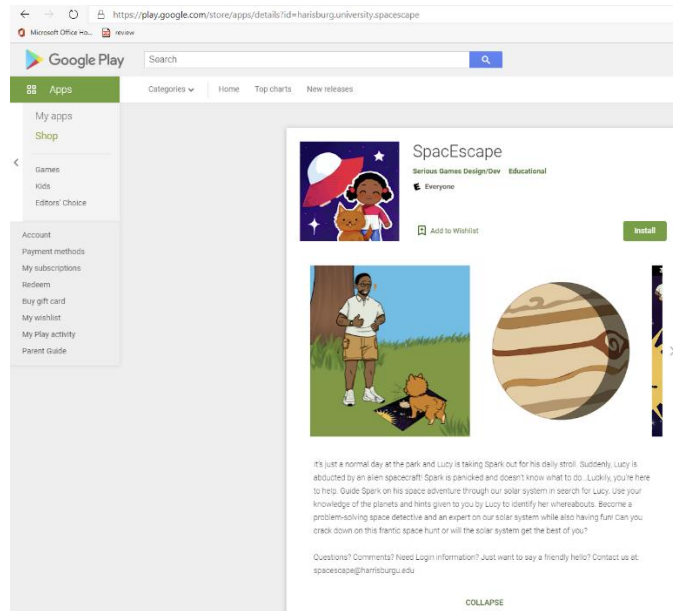 https://play.google.com/store/apps/details?id=harisburg.university.spacescape
Microsoft Office Ho...
review
Google Play
Search
Apps
Categories
Home
Top charts
New releases
My apps
Shop
Games
Kids
Editors' Choice
Account
Payment methods
My subscriptions
Redeem
Buy gift card
My wishlist
My Play activity
Parent Guide
SpacEscape
Serious Games Design/Dev Educational
Everyone
Add to Wishlist
Install
It's just a normal day at the park and Lucy is taking Spark out for his daily stroll. Suddenly, Lucy is
abducted by an alien spacecraft! Spark is panicked and doesn't know what to do...Luckily, you're here
to help. Guide Spark on his space adventure through our solar system in search for Lucy. Use your
knowledge of the planets and hints given to you by Lucy to identify her whereabouts. Become a
problem-solving space detective and an expert on our solar system while also having fun! Can you
crack down on this frantic space hunt or will the solar system get the best of you?
Questions? Comments? Need Login information? Just want to say a friendly hello? Contact us at:
spacescape@harrisburgu.edu
COLLAPSE